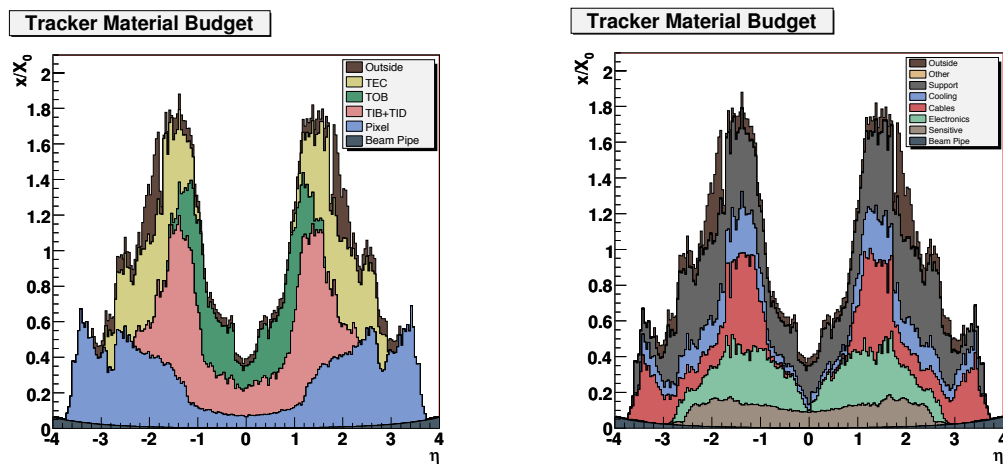 Tracker Material Budget
x/X0
2
1.8
1.6
1.4
1.2
1
0.8
0.6
0.4
0.2
0
-4 -3 -2 -1 0 1 2 3 4
η
Outside
TEC
TOB
TIB+TID
Pixel
Beam Pipe
Tracker Material Budget
x/X0
2
1.8
1.6
1.4
1.2
1
0.8
0.6
0.4
0.2
0
-4 -3 -2 -1 0 1 2 3 4
η
Outside
Other
Support
Cooling
Cables
Electronics
Sensitive
Beam Pipe